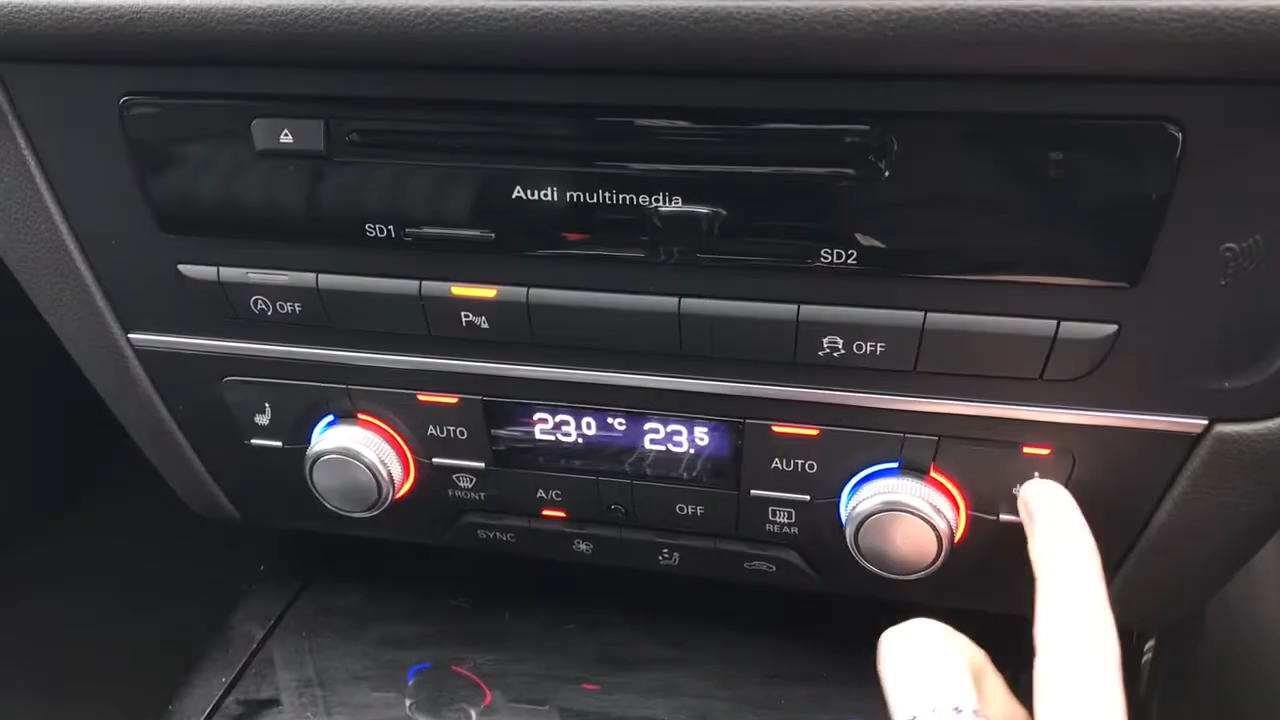 Audi multimedia
SD1
SD2
A OFF
P
OFF
AUTO
23.0 °C 23.5
AUTO
FRONT
A/C
OFF
REAR
SYNC